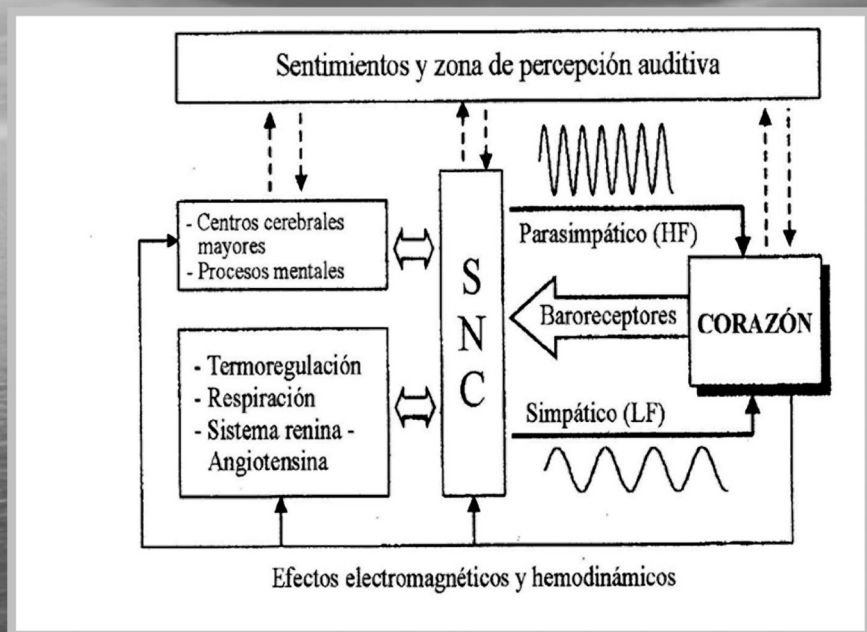 Sentimientos y zona de percepción auditiva
- Centros cerebrales
mayores
- Procesos mentales
- Termoregulación
- Respiración
- Sistema renina -
Angiotensina
S
N
C
Parasimpático (HF)
Baroreceptores
Simpático (LF)
CORAZÓN
Efectos electromagnéticos y hemodinámicos